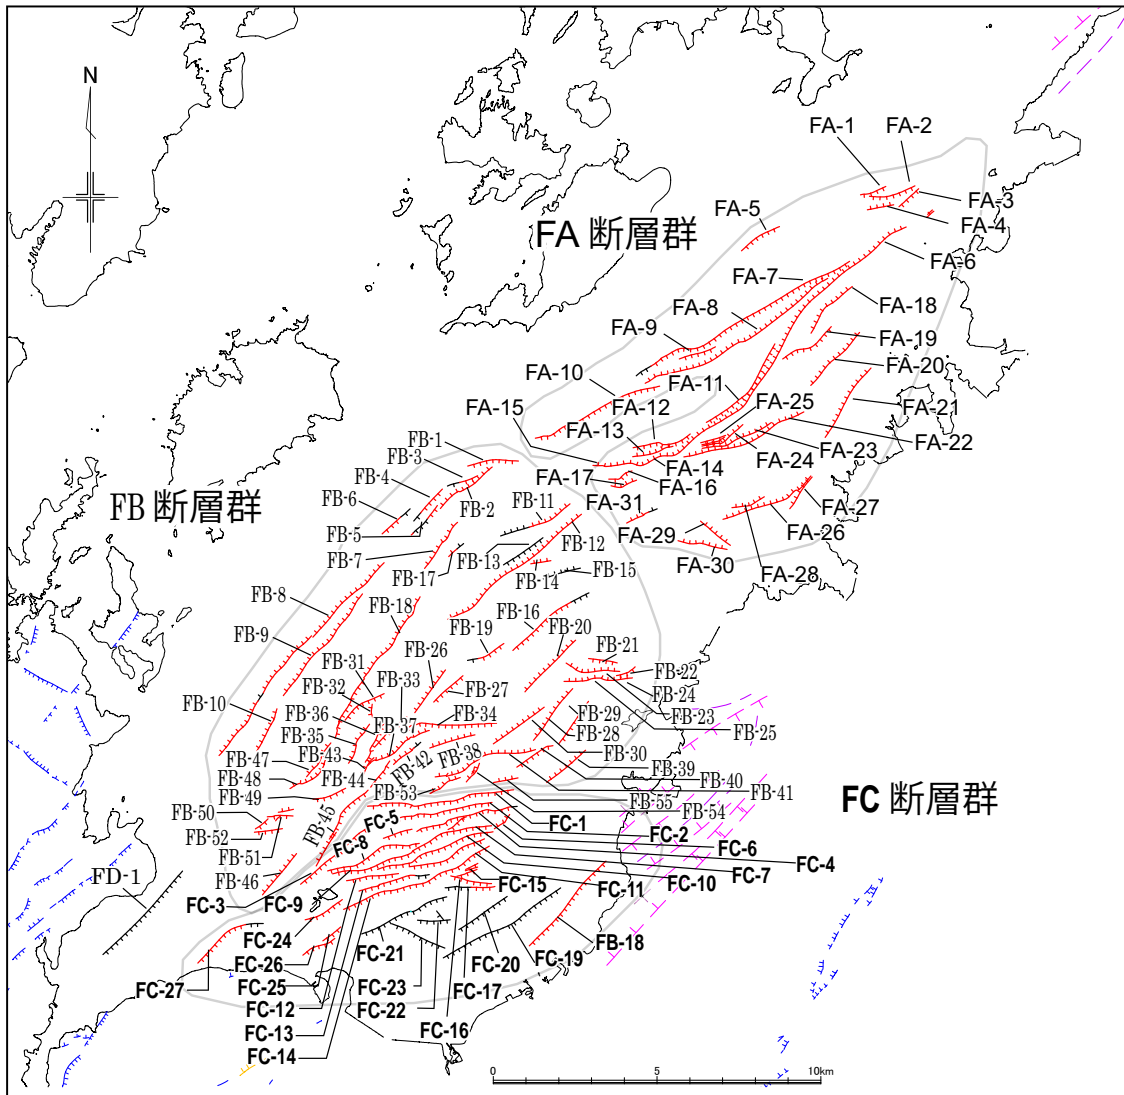 N
FA-1
FA-2
FA-3
FA-4
FA-5
FA 断層群
FA-6
FA-7
FA-8
FA-18
FA-9
FA-19
FA-20
FA-10
FA-11
FA-21
FA-15
FA-12
FA-25
FA-13
FA-22
FA-23
FA-24
FA-14
FA-16
FA-17
FA-31
FA-27
FA-29
FA-26
FA-30
FA-28
FB-1
FB-3
FB-4
FB-6
FB 断層群
FB-2
FB-5
FB-11
FB-12
FB-7
FB-13
FB-17
FB-14
FB-15
FB-8
FB-18
FB-16
FB-9
FB-19
FB-20
FB-26
FB-21
FB-31
FB-33
FB-22
FB-32
FB-27
FB-24
FB-10
FB-36
FB-34
FB-29
FB-23
FB-35
FB-37
FB-28
FB-25
FB-43
FB-42
FB-38
FB-30
FB-47
FB-39
FB-48
FB-44
FB-40
FB-41
FB-53
FB-49
FB-55
FB-54
FC 断層群
FB-50
FB-45
FC-5
FC-1
FC-2
FB-52
FC-8
FC-6
FB-51
FC-4
FD-1
FB-46
FC-7
FC-10
FC-3
FC-9
FC-15
FC-11
FC-24
FC-21
FB-18
FC-26
FC-20
FC-19
FC-27
FC-25
FC-23
FC-17
FC-12
FC-22
FC-13
FC-16
FC-14
0
5
10km